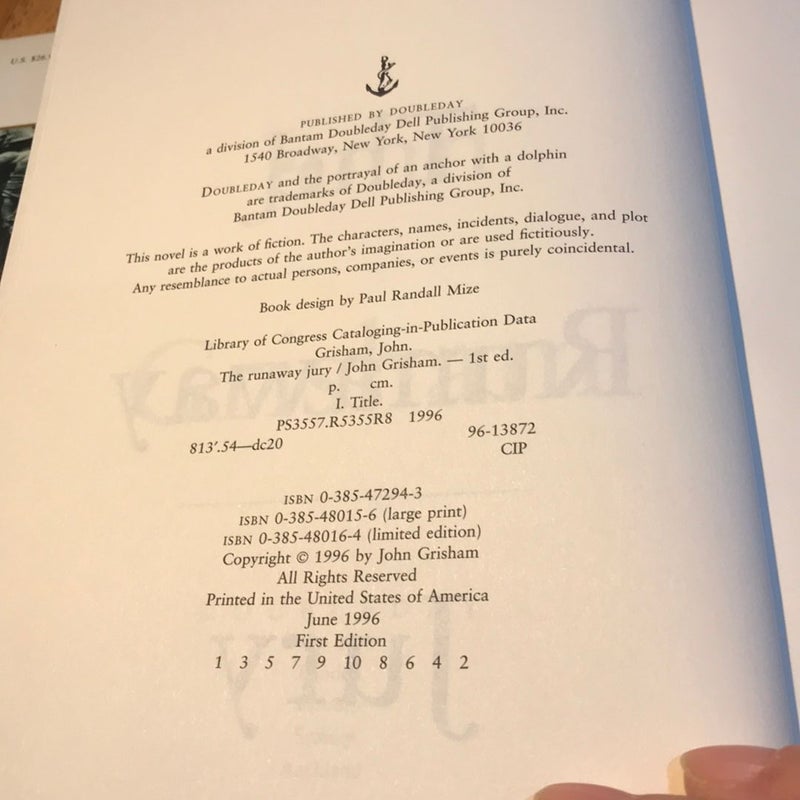 U.S. $26.
PUBLISHED BY DOUBLEDAY
a division of Bantam Doubleday Dell Publishing Group, Inc.
1540 Broadway, New York, New York 10036
DOUBLEDAY and the portrayal of an anchor with a dolphin
are trademarks of Doubleday, a division of
Bantam Doubleday Dell Publishing Group, Inc.
This novel is a work of fiction. The characters, names, incidents, dialogue, and plot
are the products of the author's imagination or are used fictitiously.
Any resemblance to actual persons, companies, or events is purely coincidental.
Book design by Paul Randall Mize
Library of Congress Cataloging-in-Publication Data
Grisham, John.
The runaway jury / John Grisham. — 1st ed.
p. cm.
I. Title.
PS3557.R5355R8 1996
813'.54—dc20 96-13872
CIP
ISBN 0-385-47294-3
ISBN 0-385-48015-6 (large print)
ISBN 0-385-48016-4 (limited edition)
Copyright © 1996 by John Grisham
All Rights Reserved
Printed in the United States of America
June 1996
First Edition
1 3 5 7 9 10 8 6 4 2